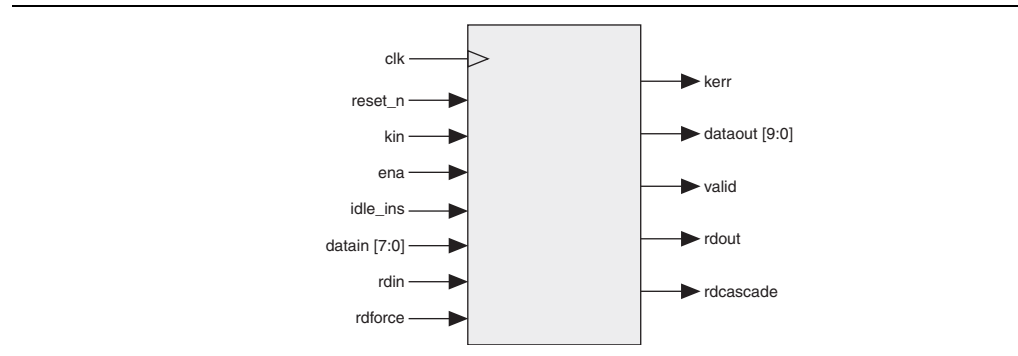 clk
reset_n
kin
ena
idle_ins
datain [7:0]
rdin
rdforce
kerr
dataout [9:0]
valid
rdout
rdcascade